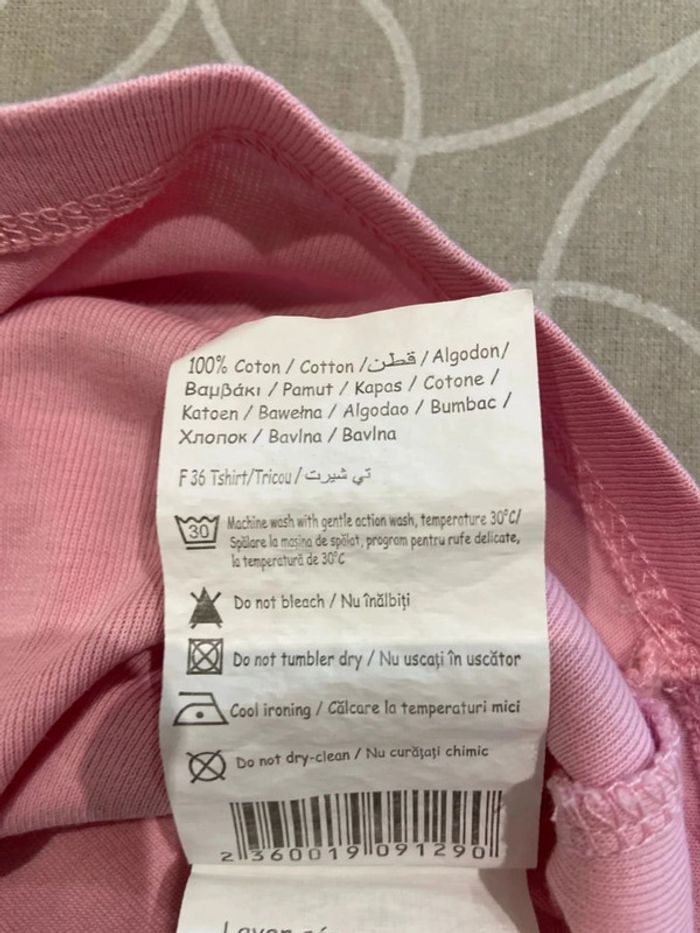 100% Coton / Cotton / قطن / Algodon/
Βαμβάκι / Pamut / Kapas / Cotone /
Katoen / Bawełna / Algodao / Bumbac /
Хлопок / Bavlna / Bavlna
F 36 Tshirt/Tricou / تي شيرت
30
Machine wash with gentle action wash, temperature 30°C/
Spălare la mașina de spălat, program pentru rufe delicate,
la temperatură de 30°C
Do not bleach / Nu înălbiți
Do not tumbler dry / Nu uscați în uscător
Cool ironing / Călcare la temperaturi mici
Do not dry-clean / Nu curățați chimic
2 360019 091290